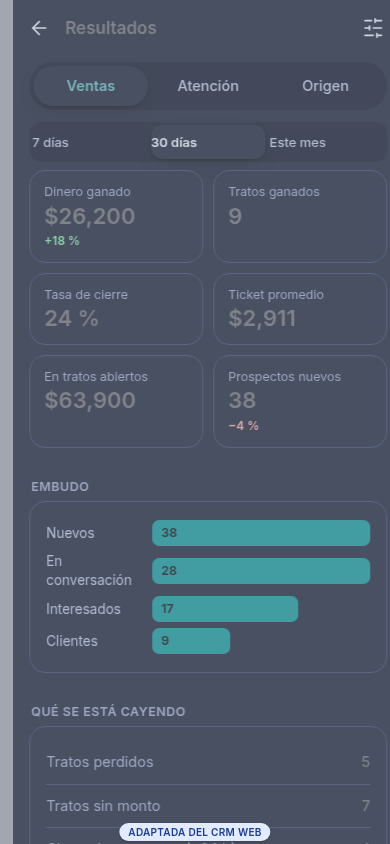 Resultados
Ventas
Atención
Origen
7 días
30 días
Este mes
Dinero ganado
$26,200
+18 %
Tratos ganados
9
Tasa de cierre
24 %
Ticket promedio
$2,911
En tratos abiertos
$63,900
Prospectos nuevos
38
−4 %
EMBUDO
Nuevos
38
En
conversación
28
Interesados
17
Clientes
9
QUÉ SE ESTÁ CAYENDO
Tratos perdidos
5
Tratos sin monto
7
ADAPTADA DEL CRM WEB